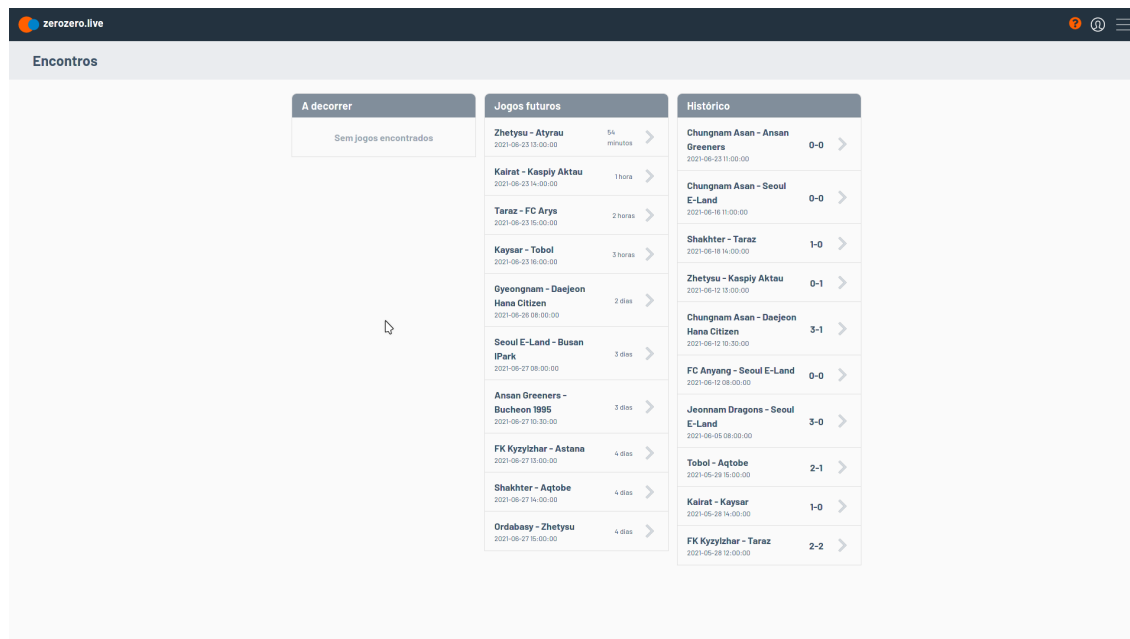 zerozero.live
?
Encontros
A decorrer
Sem jogos encontrados
Jogos futuros
Zhetysu - Atyrau
2021-06-23 13:00:00
54
minutos
Kairat - Kaspiy Aktau
2021-06-23 14:00:00
1 hora
Taraz - FC Arys
2021-06-23 15:00:00
2 horas
Kaysar - Tobol
2021-06-23 16:00:00
3 horas
Gyeongnam - Daejeon
Hana Citizen
2021-06-26 08:00:00
2 dias
Seoul E-Land - Busan
IPark
2021-06-27 08:00:00
3 dias
Ansan Greeners -
Bucheon 1995
2021-06-27 10:30:00
3 dias
FK Kyzylzhar - Astana
2021-06-27 13:00:00
4 dias
Shakhter - Aqtobe
2021-06-27 14:00:00
4 dias
Ordabasy - Zhetysu
2021-06-27 15:00:00
4 dias
Histórico
Chungnam Asan - Ansan
Greeners
2021-06-23 11:00:00
0-0
Chungnam Asan - Seoul
E-Land
2021-06-16 11:00:00
0-0
Shakhter - Taraz
2021-06-18 14:00:00
1-0
Zhetysu - Kaspiy Aktau
2021-06-12 13:00:00
0-1
Chungnam Asan - Daejeon
Hana Citizen
2021-06-12 10:30:00
3-1
FC Anyang - Seoul E-Land
2021-06-12 08:00:00
0-0
Jeonnam Dragons - Seoul
E-Land
2021-06-05 08:00:00
3-0
Tobol - Aqtobe
2021-05-29 15:00:00
2-1
Kairat - Kaysar
2021-05-28 14:00:00
1-0
FK Kyzylzhar - Taraz
2021-05-28 12:00:00
2-2